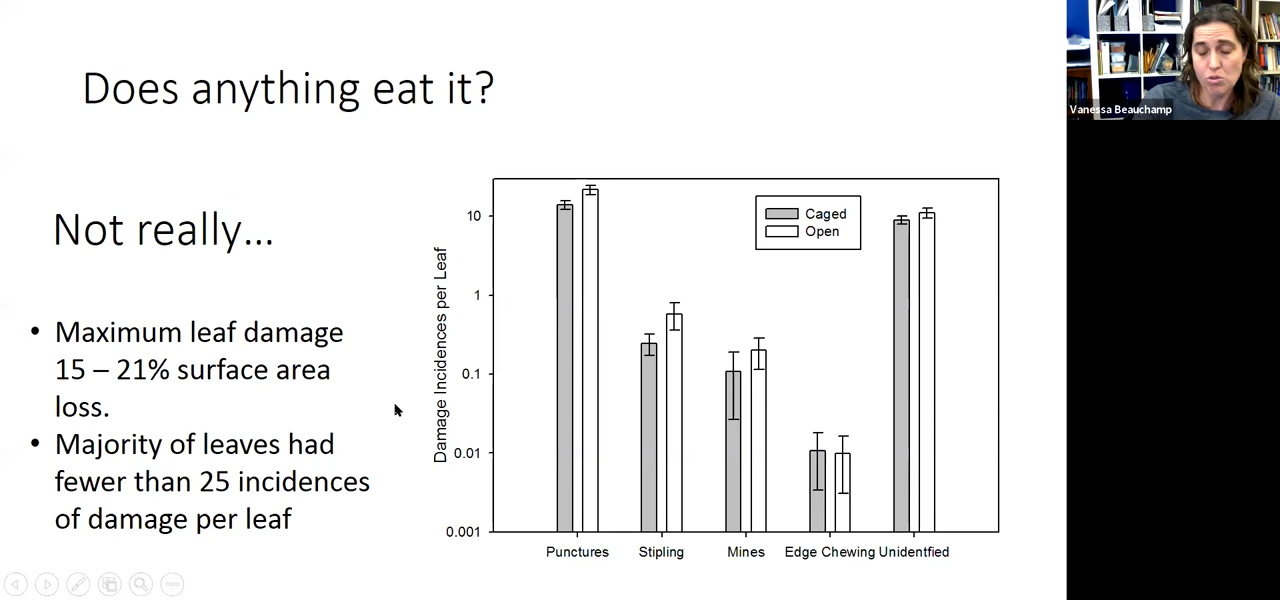 Does anything eat it?
Vanessa Beauchamp
Not really...
• Maximum leaf damage
15 – 21% surface area
loss.
• Majority of leaves had
fewer than 25 incidences
of damage per leaf
Damage Incidences per Leaf
10
1
0.1
0.01
0.001
Caged
Open
Punctures
Stipling
Mines
Edge Chewing
Unidentfied